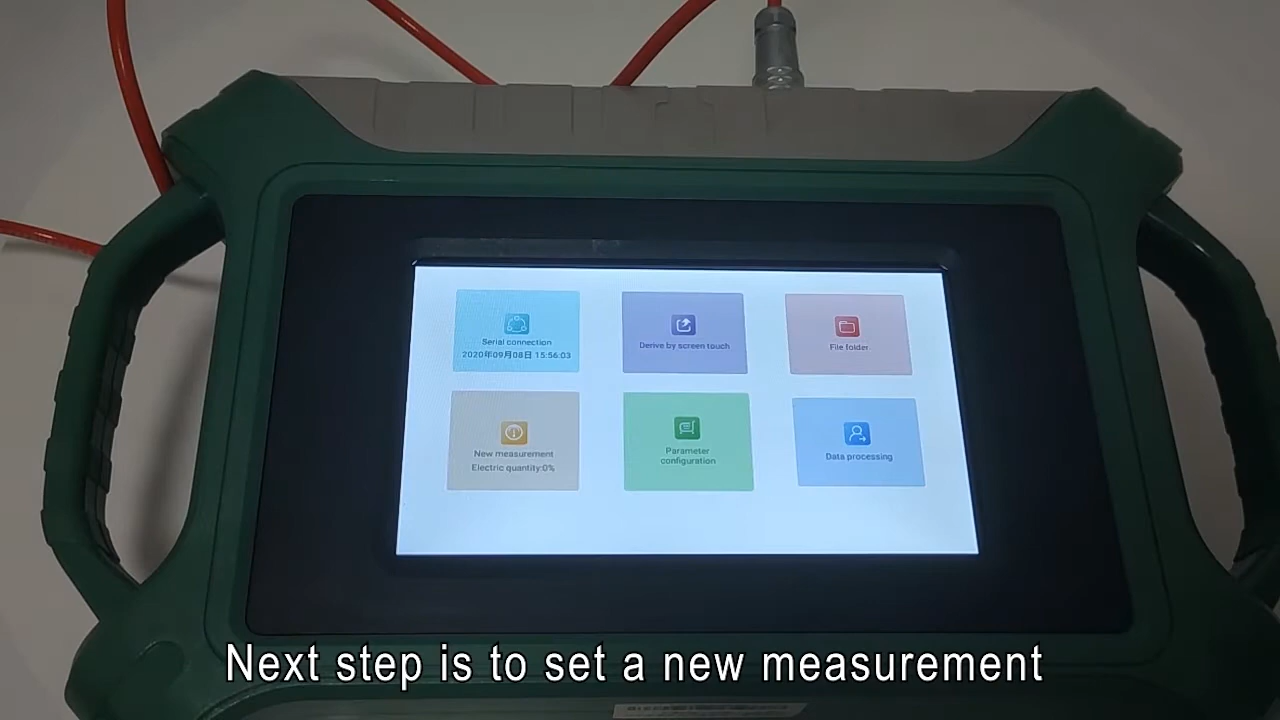 Serial connection
2020年09月08日 15:56:03
Derive by screen touch
File folder
New measurement
Electric quantity:0%
Parameter
configuration
Data processing
Next step is to set a new measurement